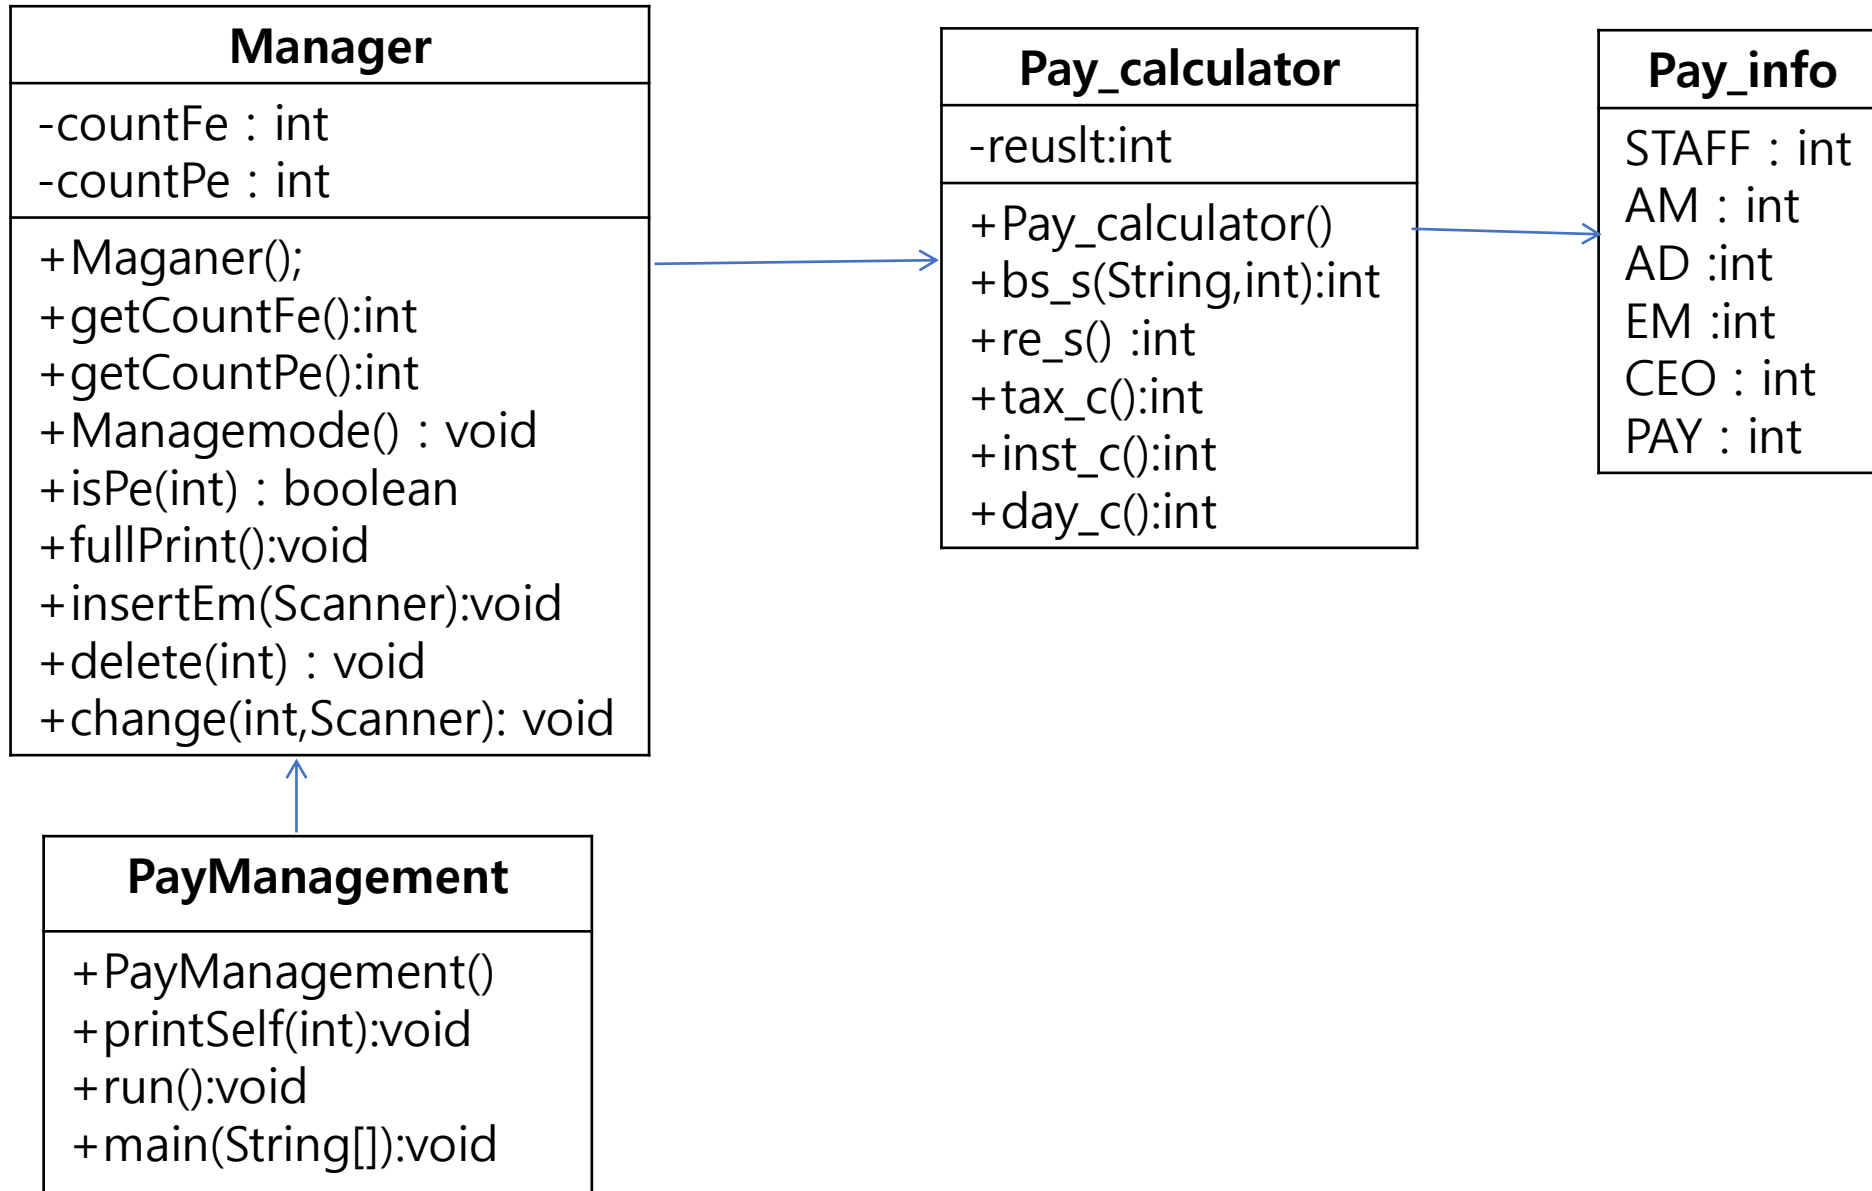 Manager
-countFe : int
-countPe : int
+Maganer();
+getCountFe():int
+getCountPe():int
+Managemode() : void
+isPe(int) : boolean
+fullPrint():void
+insertEm(Scanner):void
+delete(int) : void
+change(int,Scanner): void
Pay_calculator
-reuslt:int
+Pay_calculator()
+bs_s(String,int):int
+re_s() :int
+tax_c():int
+inst_c():int
+day_c():int
Pay_info
STAFF : int
AM : int
AD :int
EM :int
CEO : int
PAY : int
PayManagement
+PayManagement()
+printSelf(int):void
+run():void
+main(String[]):void